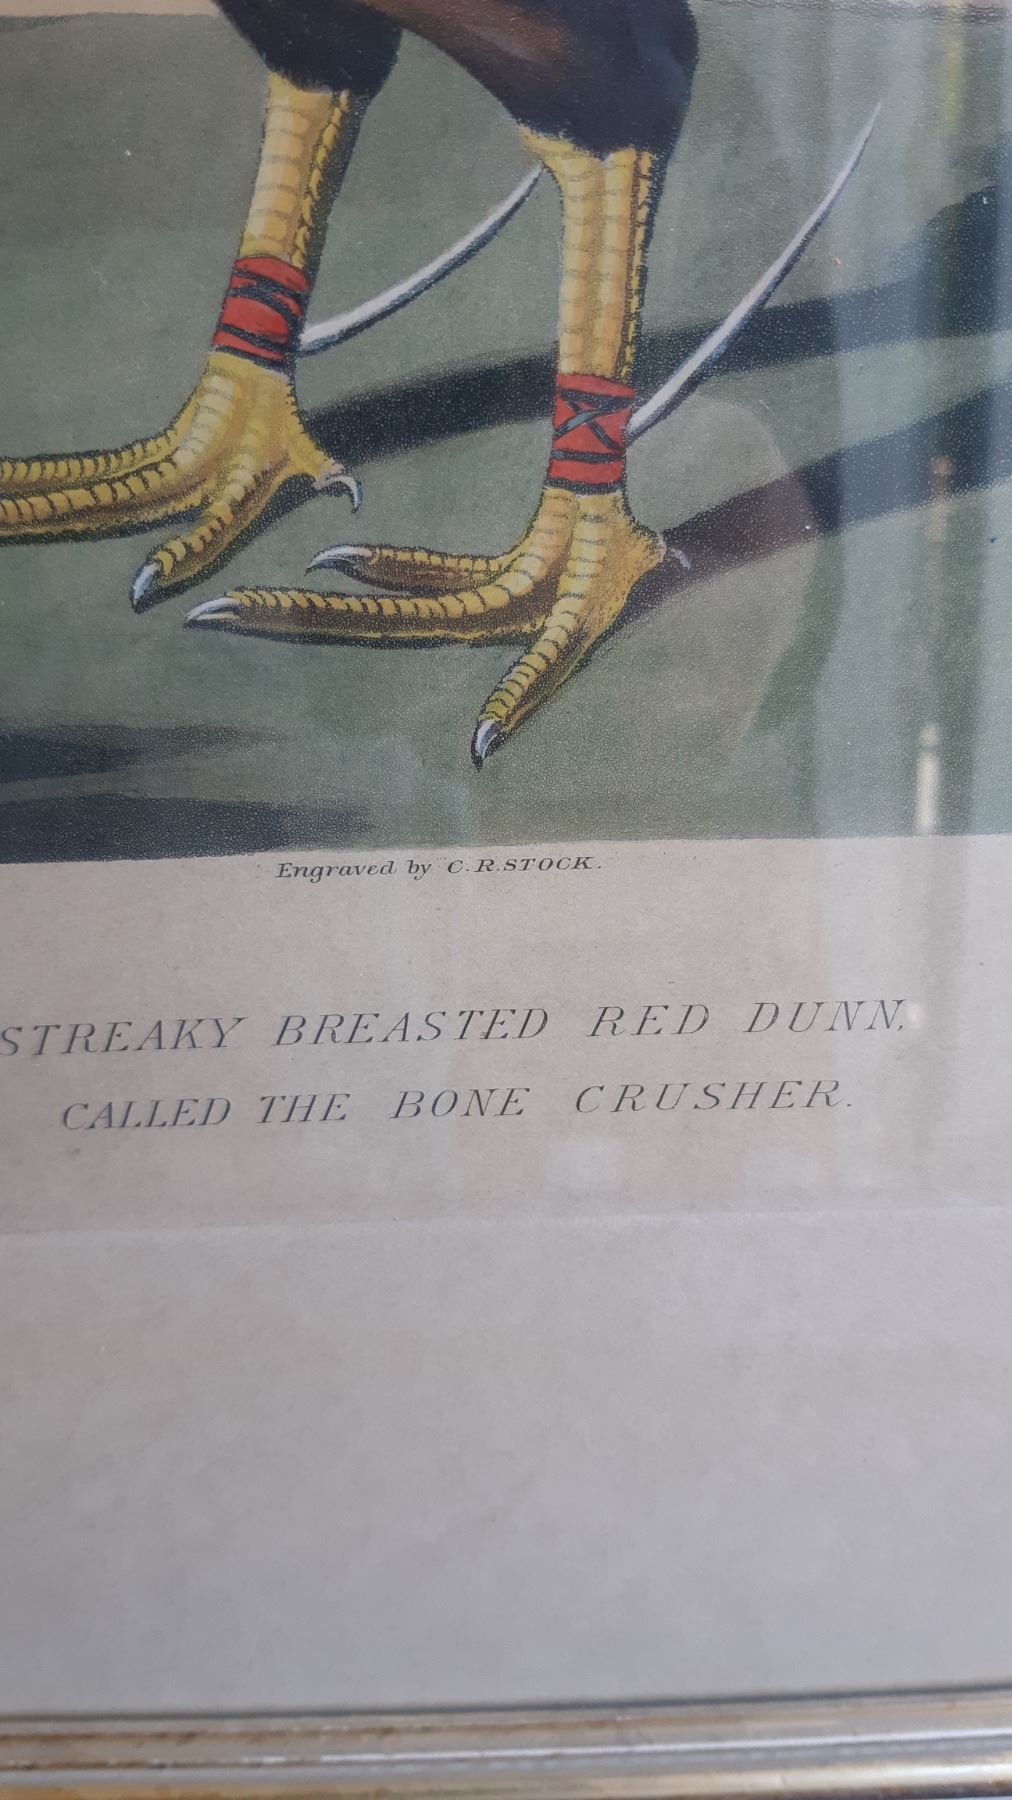 Engraved by C.R.STOCK.
STREAKY BREASTED RED DUNN,
CALLED THE BONE CRUSHER.